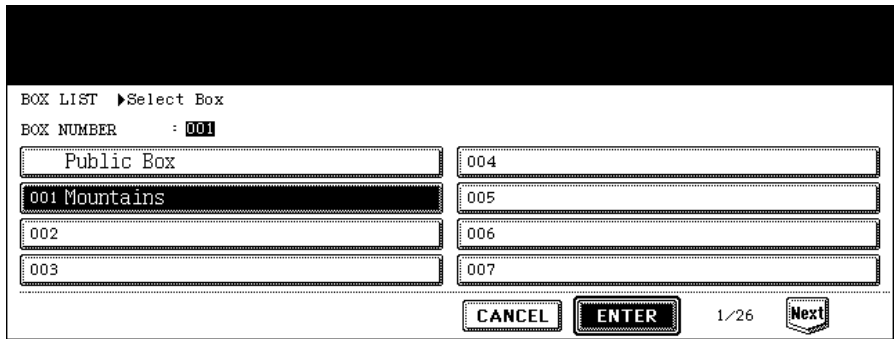 BOX LIST ▶Select Box
BOX NUMBER : 001
Public Box
004
001 Mountains
005
002
006
003
007
CANCEL ENTER 1/26 Next